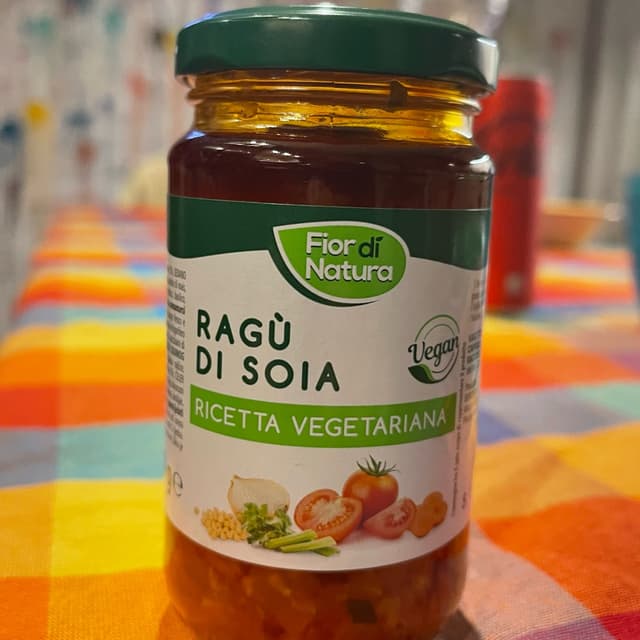 Fior di
Natura
RAGÙ
DI SOIA
Vegan
RICETTA VEGETARIANA
g e